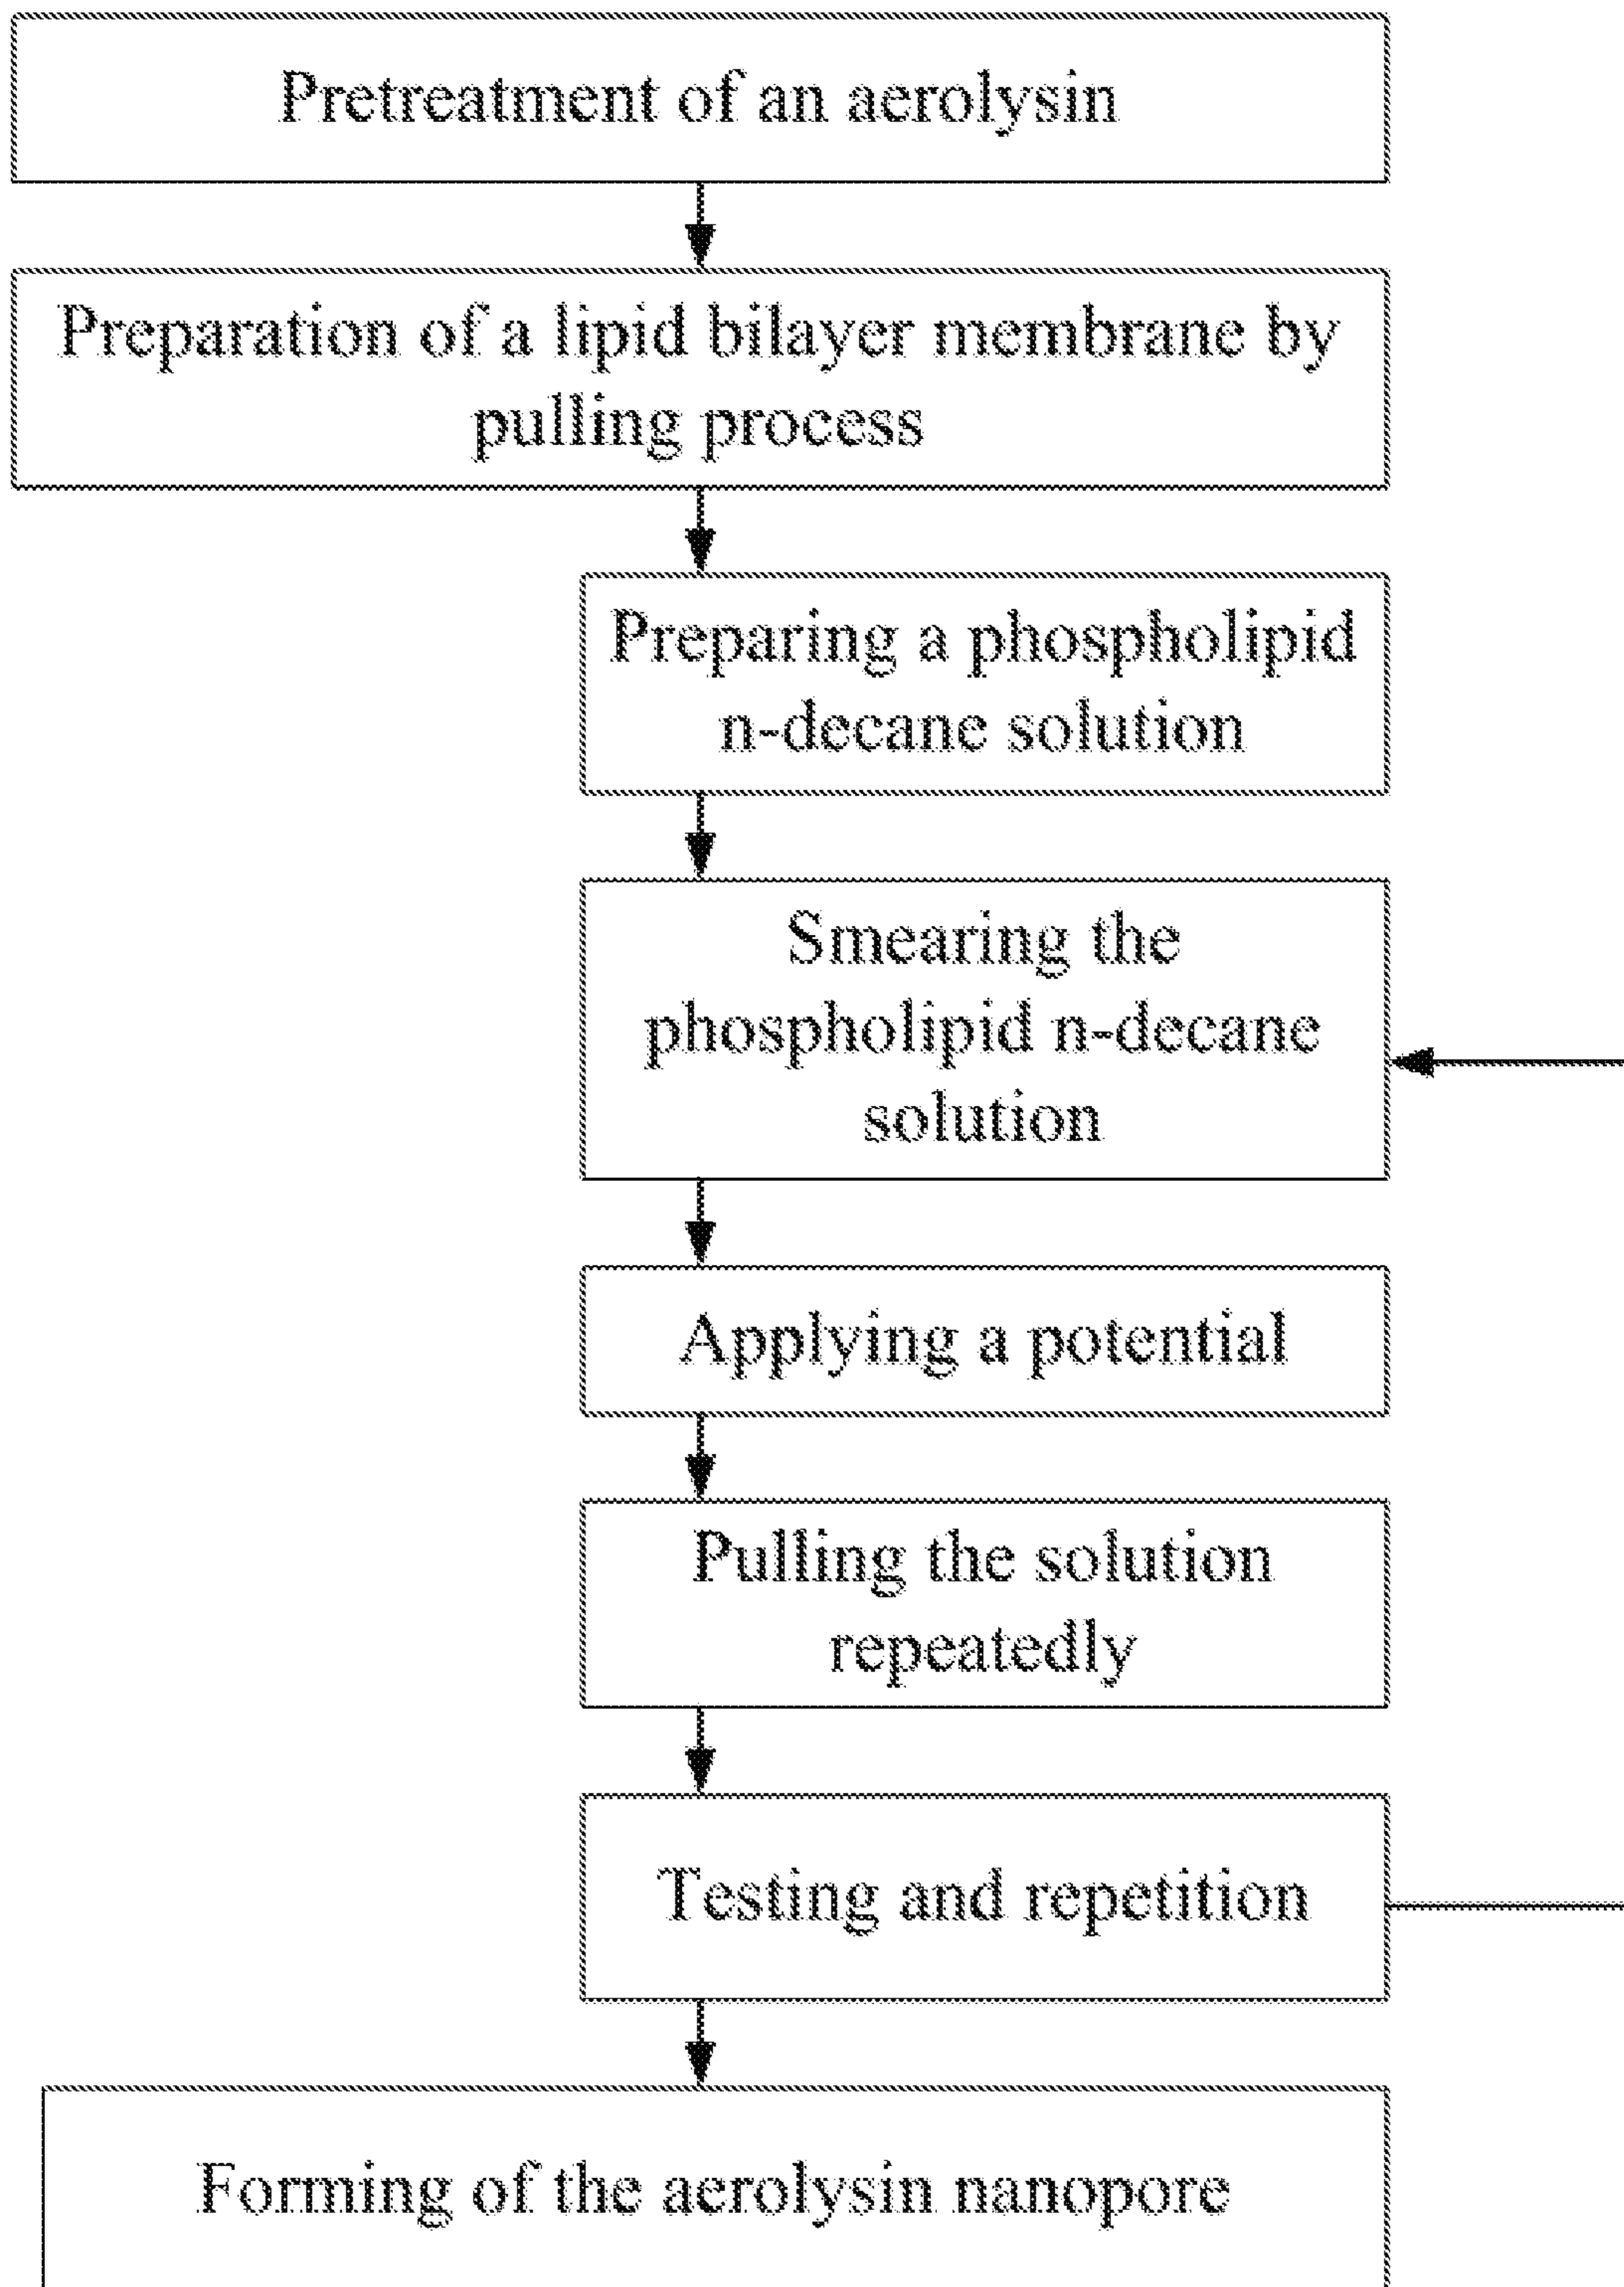 Pretreatment of an aerolysin
Preparation of a lipid bilayer membrane by
pulling process
Preparing a phospholipid
n-decane solution
Smearing the
phospholipid n-decane
solution
Applying a potential
Pulling the solution
repeatedly
Testing and repetition
Forming of the aerolysin nanopore